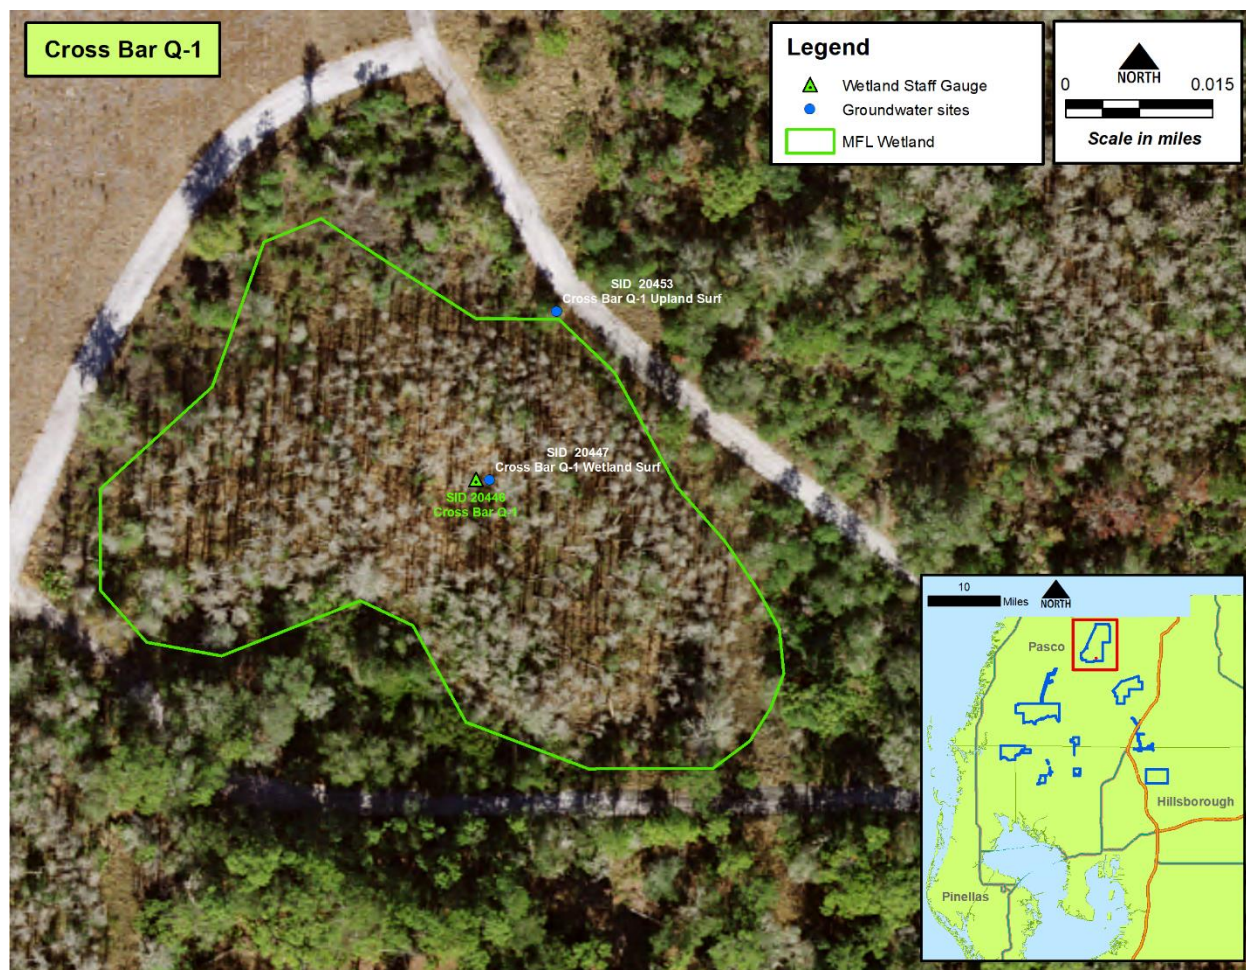 Cross Bar Q-1
Legend
Wetland Staff Gauge
Groundwater sites
MFL Wetland
NORTH
0 0.015
Scale in miles
SID 20453
Cross Bar Q-1 Upland Surf
SID 20447
Cross Bar Q-1 Wetland Surf
SID 20446
Cross Bar Q-1
10
Miles
NORTH
Pasco
Hillsborough
Pinellas